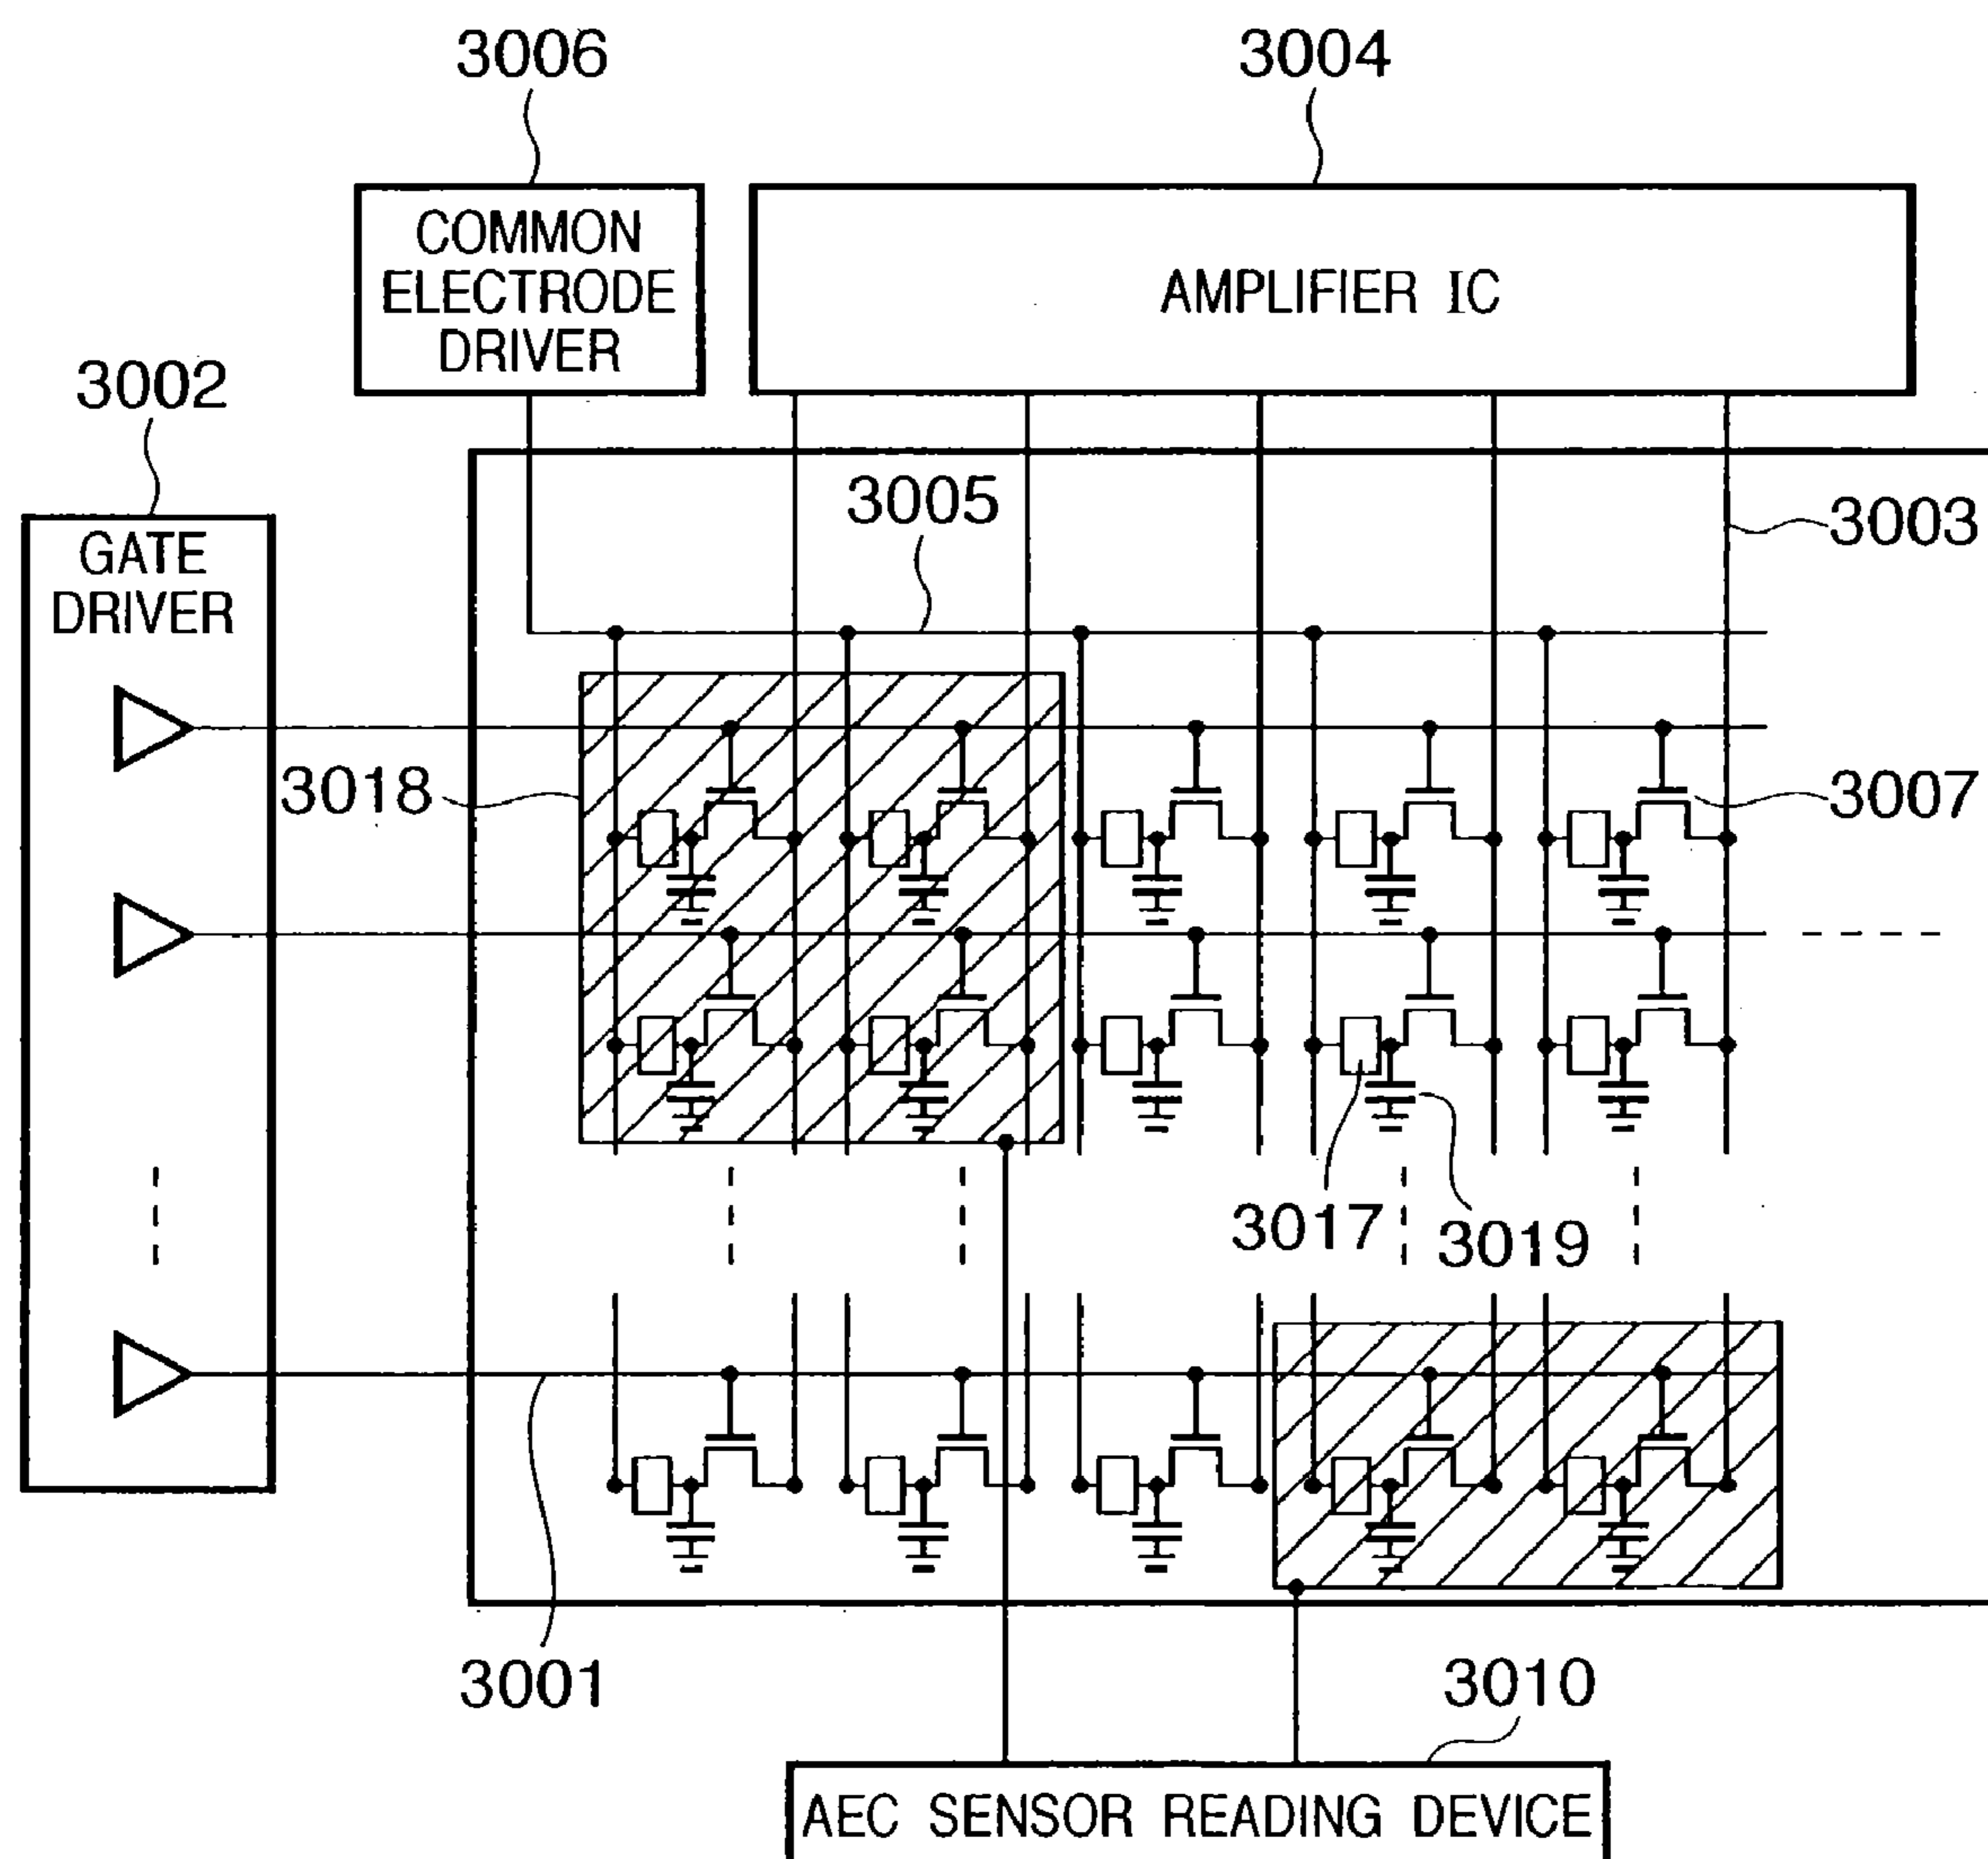 3006
3004
COMMON
ELECTRODE
DRIVER
AMPLIFIER IC
3002
3005
3003
GATE
DRIVER
3018
3007
3017
3019
3001
3010
AEC SENSOR READING DEVICE